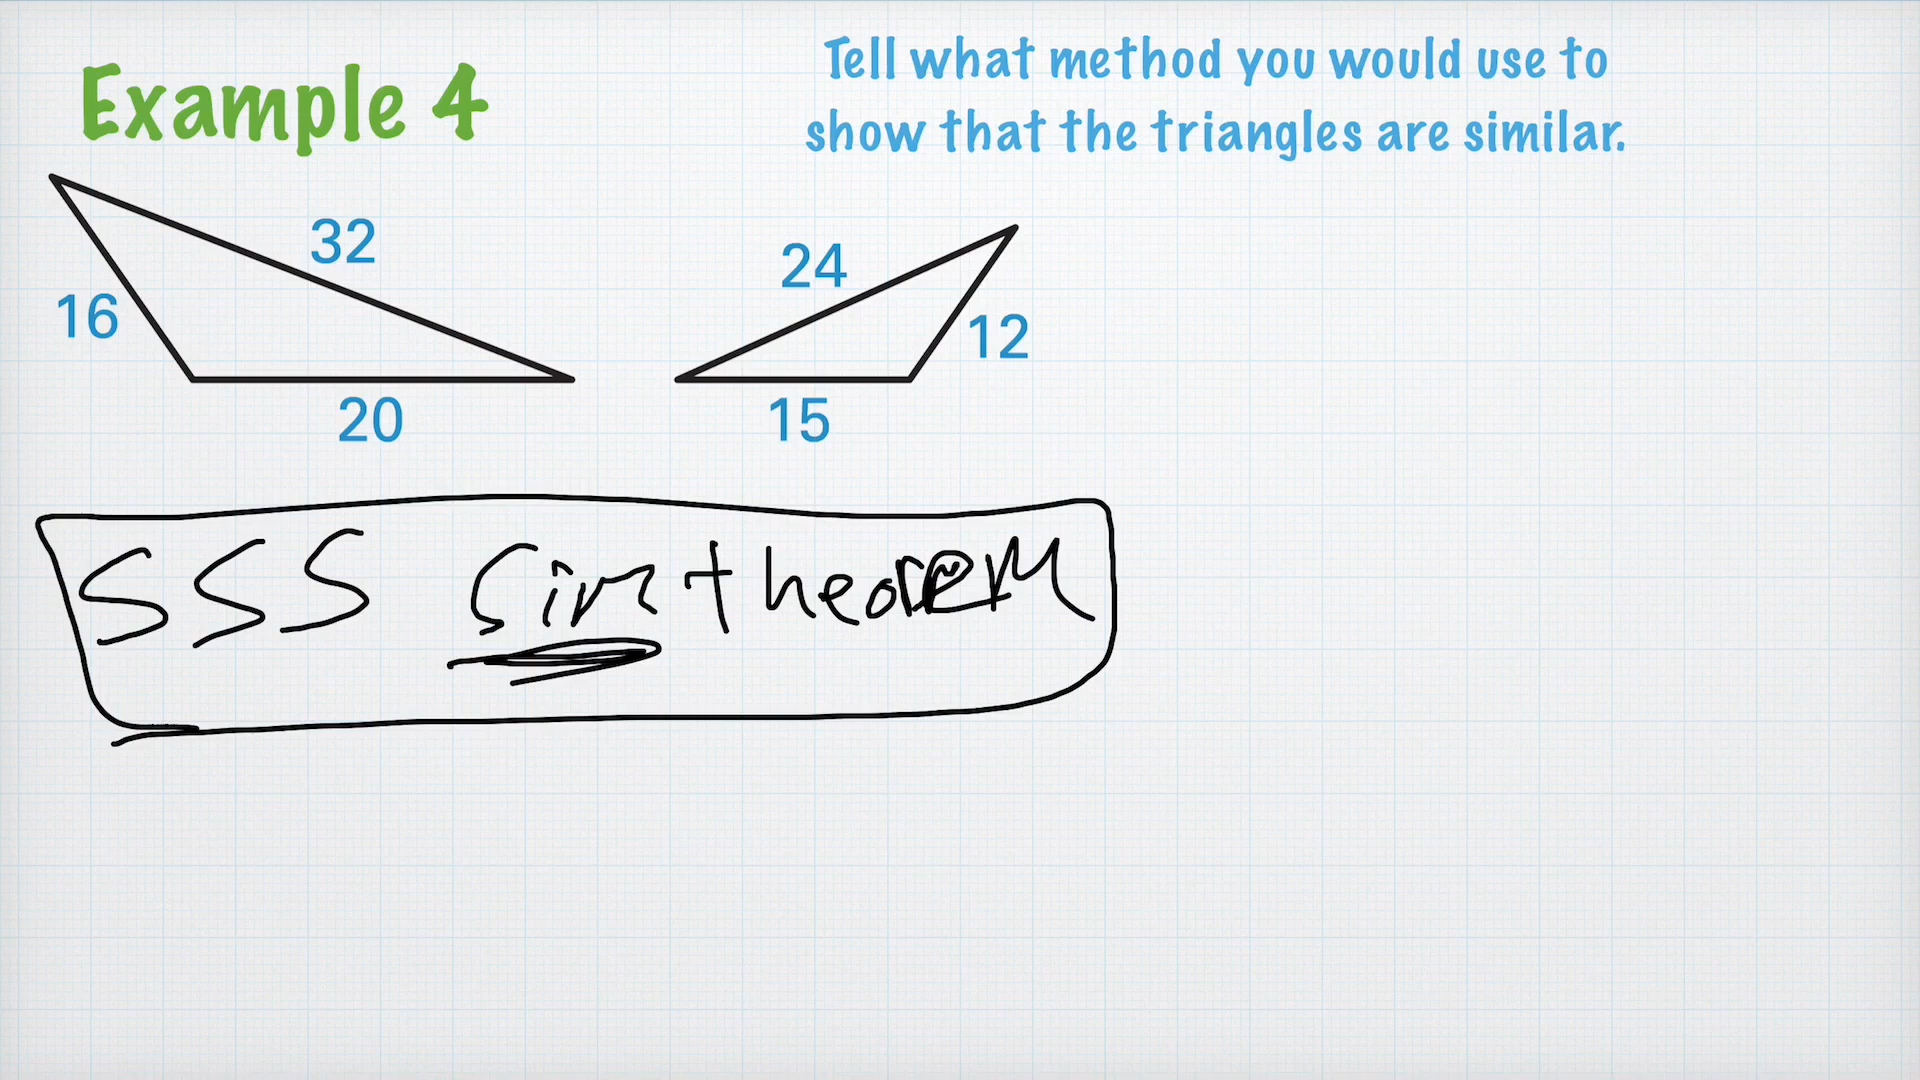 Example 4
Tell what method you would use to
show that the triangles are similar.
32
16
20
24
12
15
SSS Sim theorem